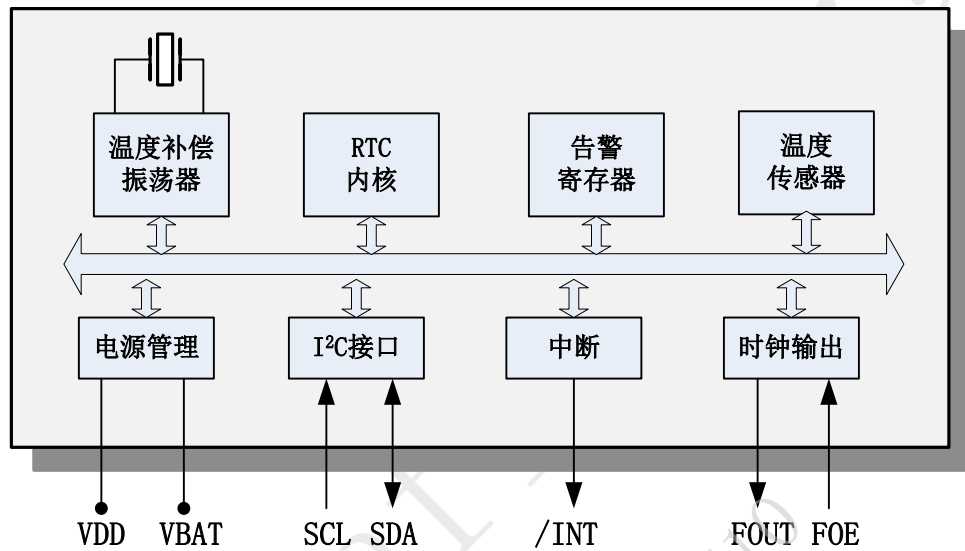 温度补偿
振荡器
RTC
内核
告警
寄存器
温度
传感器
电源管理
I²C接口
中断
时钟输出
VDD VBAT SCL SDA /INT FOUT FOE